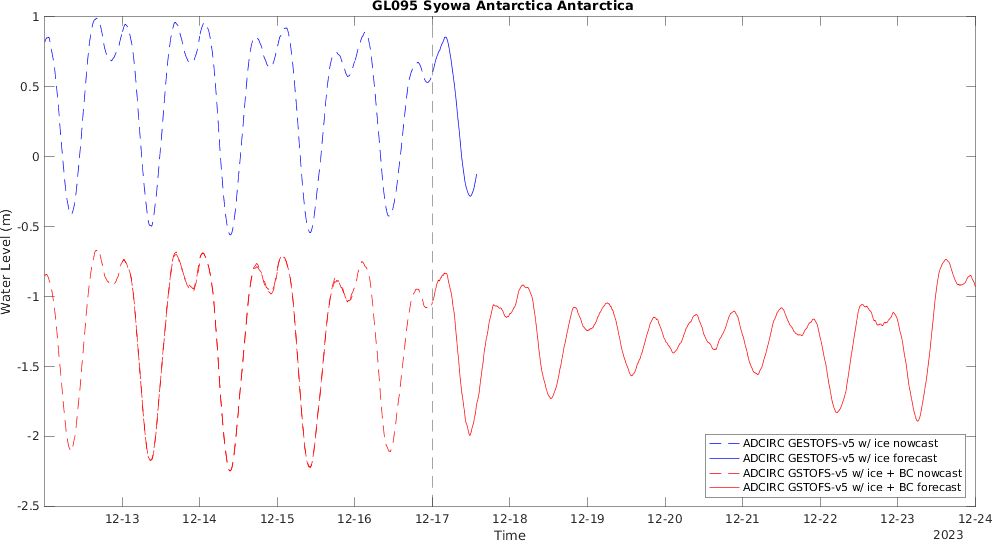 GL095 Syowa Antarctica Antarctica
1
0.5
0
-0.5
-1
-1.5
-2
-2.5
Water Level (m)
12-13 12-14 12-15 12-16 12-17 12-18 12-19 12-20 12-21 12-22 12-23 12-24
Time
2023
ADCIRC GESTOFS-v5 w/ ice nowcast
ADCIRC GESTOFS-v5 w/ ice forecast
ADCIRC GSTOFS-v5 w/ ice + BC nowcast
ADCIRC GSTOFS-v5 w/ ice + BC forecast